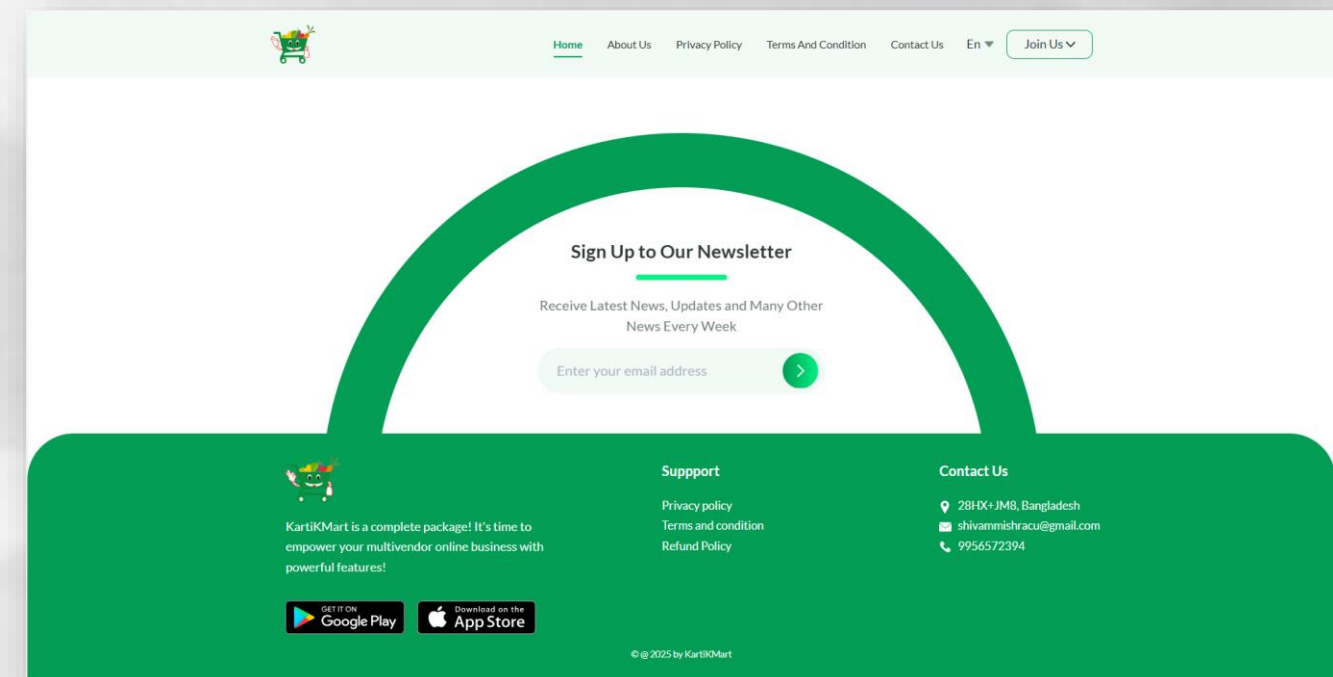 Home About Us Privacy Policy Terms And Condition Contact Us En Join Us
Sign Up to Our Newsletter
Receive Latest News, Updates and Many Other
News Every Week
Enter your email address
KartiKMart is a complete package! It's time to
empower your multivendor online business with
powerful features!
GET IT ON
Google Play
Download on the
App Store
Suppport
Privacy policy
Terms and condition
Refund Policy
Contact Us
28HX+JM8, Bangladesh
shivammishracu@gmail.com
9956572394
© @ 2025 by KartiKMart